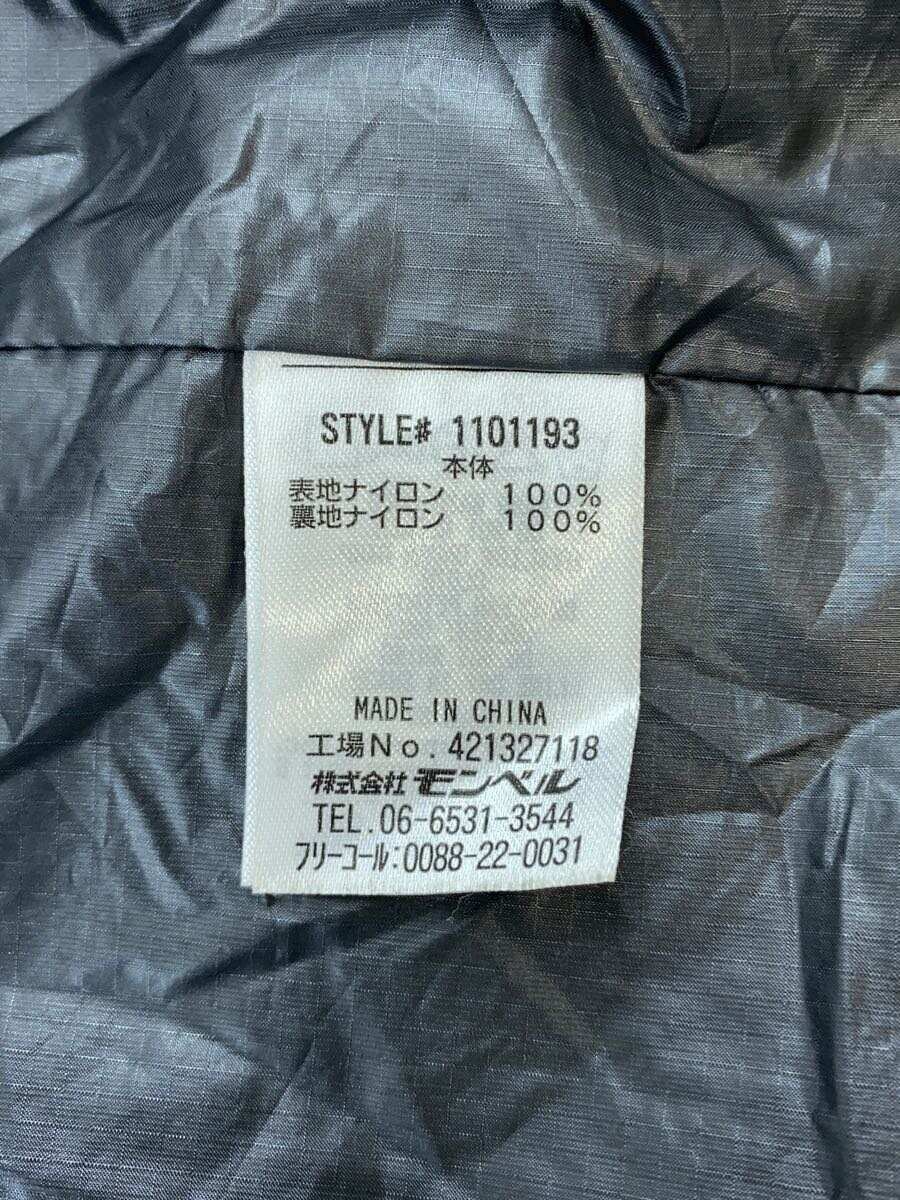 STYLE# 1101193
本体
表地ナイロン 100%
裏地ナイロン 100%
MADE IN CHINA
工場No.421327118
株式会社 モンベル
TEL.06-6531-3544
フリーコール:0088-22-0031